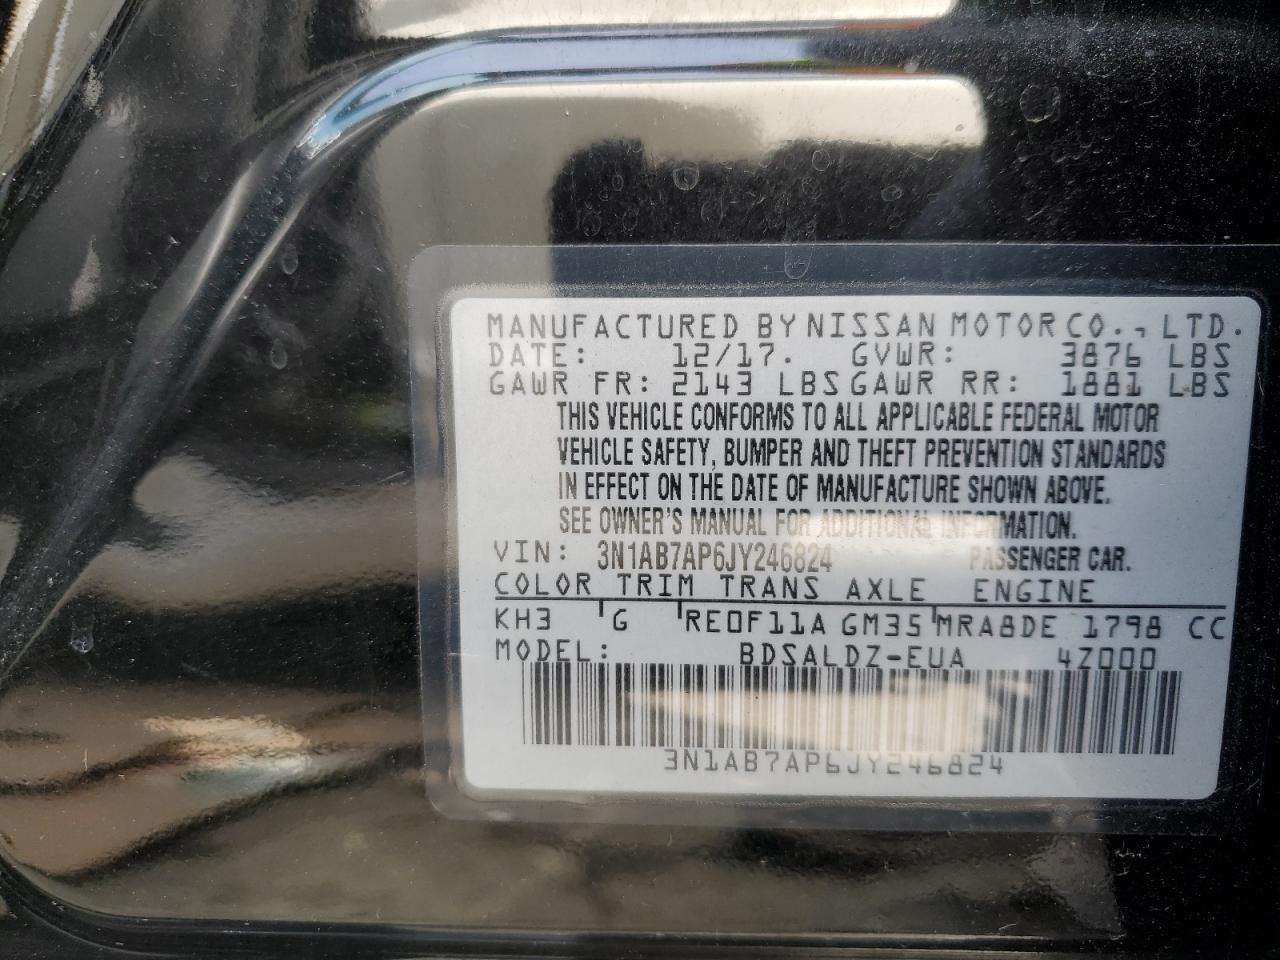 MANUFACTURED BY NISSAN MOTOR CO., LTD.
DATE: 12/17. GVWR: 3876 LBS
GAWR FR: 2143 LBS GAWR RR: 1881 LBS
THIS VEHICLE CONFORMS TO ALL APPLICABLE FEDERAL MOTOR
VEHICLE SAFETY, BUMPER AND THEFT PREVENTION STANDARDS
IN EFFECT ON THE DATE OF MANUFACTURE SHOWN ABOVE.
SEE OWNER'S MANUAL FOR ADDITIONAL INFORMATION.
VIN: 3N1AB7AP6JY246824 PASSENGER CAR.
COLOR TRIM TRANS AXLE ENGINE
KH3 G RE0F11A GM35 MRA8DE 1798 CC
MODEL: BDSALDZ-EUA 4Z000
3N1AB7AP6JY246824